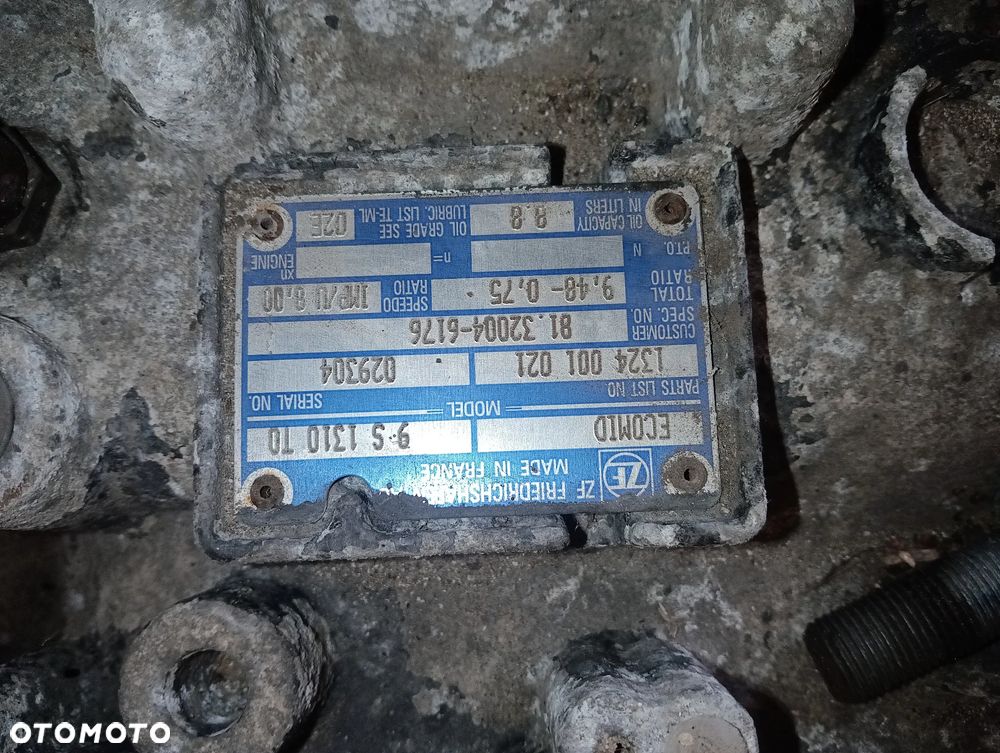 ZF FRIEDRICHSHAFEN
MADE IN FRANCE
ZF
ECOMID 9 S 1310 TO
MODEL
PARTS LIST NO. SERIAL NO.
1324 001 021 029304
CUSTOMER
SPEC. NO. 81.32004-6176
TOTAL
RATIO 9,48-0,75 SPEEDO
RATIO IMP/U 6,00
P.T.O. N n= xn
ENGINE
OIL CAPACITY
IN LITERS 8.8 OIL GRADE SEE
LUBRIC. LIST TE-ML 02E
OTOMOTO